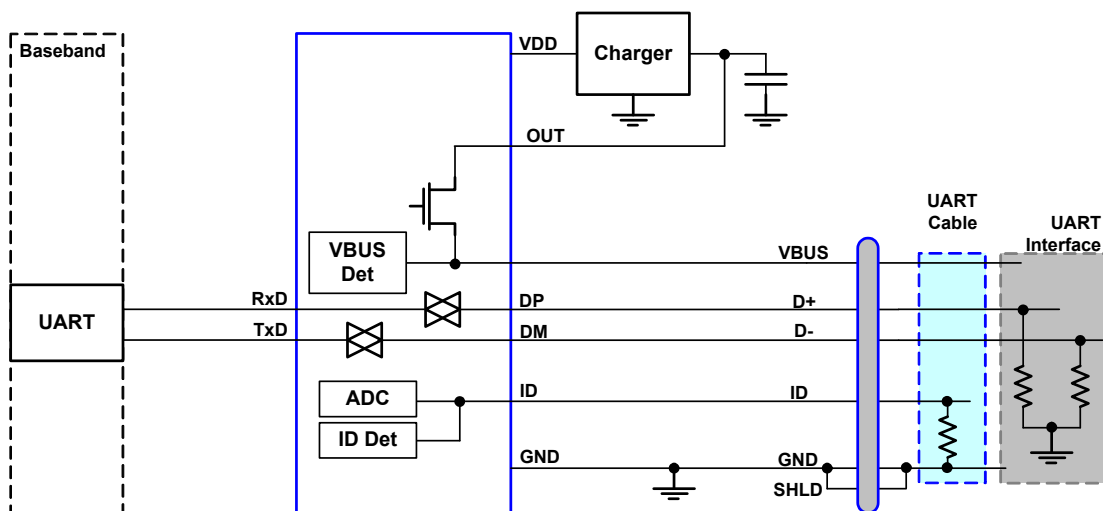 Baseband
VDD
Charger
OUT
UART
Cable
UART
Interface
VBUS
Det
VBUS
UART
RxD
DP
D+
TxD
DM
D-
ADC
ID
ID
ID Det
GND
GND
SHLD